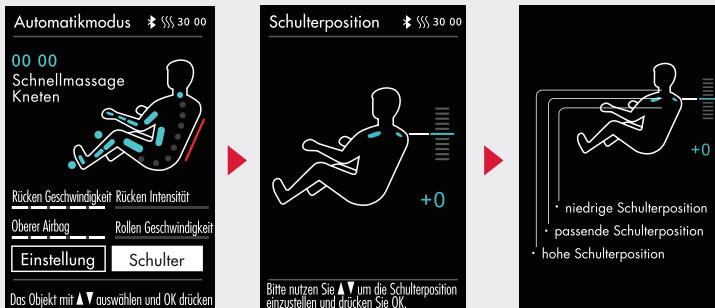 Automatikmodus 30 00
00 00
Schnellmassage
Kneten
Rücken Geschwindigkeit Rücken Intensität
Oberer Airbag Rollen Geschwindigkeit
Einstellung Schulter
Das Objekt mit ▲▼ auswählen und OK drücken
Schulterposition 30 00
+0
Bitte nutzen Sie ▲▼ um die Schulterposition
einzustellen und drücken Sie OK.
+0
· niedrige Schulterposition
· passende Schulterposition
· hohe Schulterposition